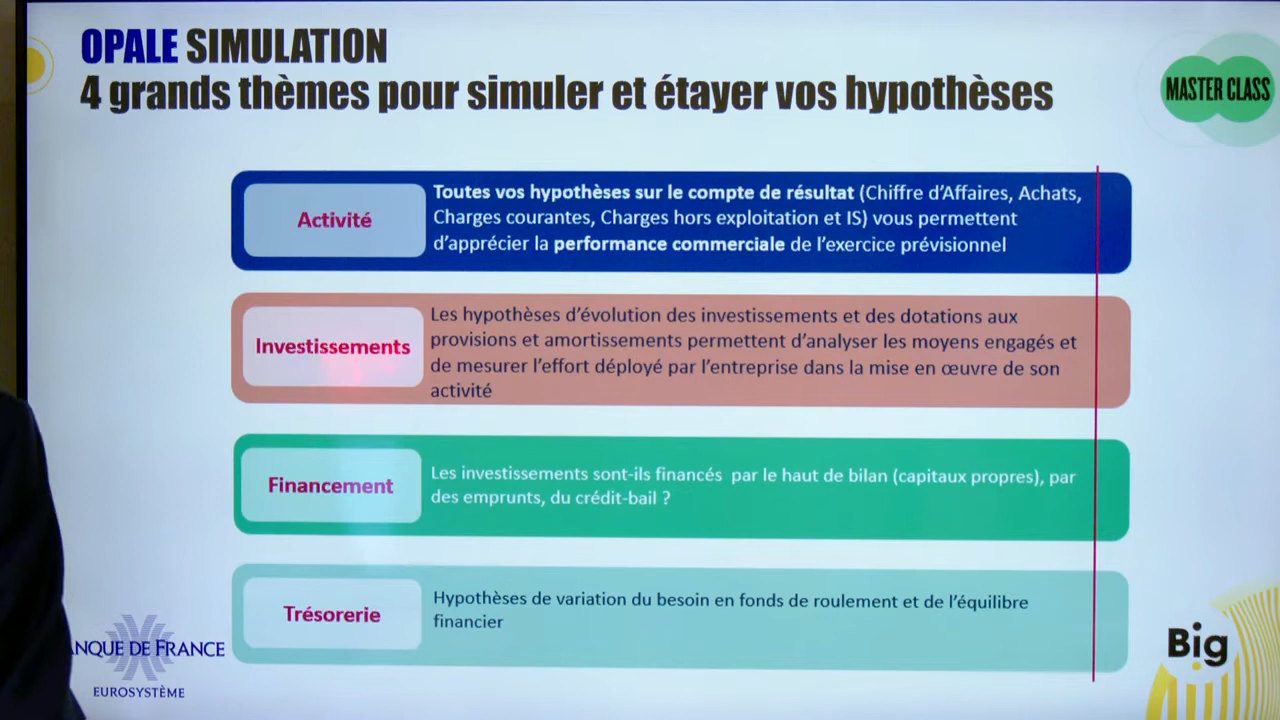 OPALE SIMULATION
4 grands thèmes pour simuler et étayer vos hypothèses
MASTER CLASS
Activité
Toutes vos hypothèses sur le compte de résultat (Chiffre d'Affaires, Achats,
Charges courantes, Charges hors exploitation et IS) vous permettent
d'apprécier la performance commerciale de l'exercice prévisionnel
Investissements
Les hypothèses d'évolution des investissements et des dotations aux
provisions et amortissements permettent d'analyser les moyens engagés et
de mesurer l'effort déployé par l'entreprise dans la mise en œuvre de son
activité
Financement
Les investissements sont-ils financés par le haut de bilan (capitaux propres), par
des emprunts, du crédit-bail ?
Trésorerie
Hypothèses de variation du besoin en fonds de roulement et de l'équilibre
financier
NQUE DE FRANCE
EUROSYSTÈME
Big